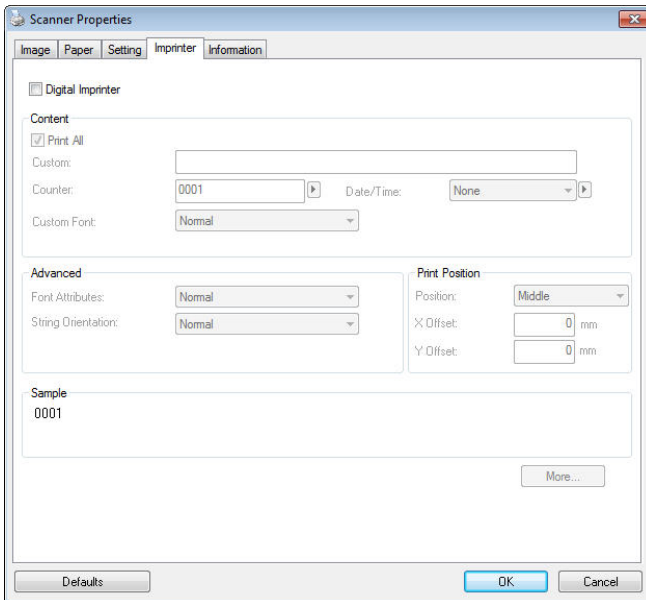 Scanner Properties
Image Paper Setting Imprinter Information
Digital Imprinter
Content
Print All
Custom:
Counter: 0001 Date/Time: None
Custom Font: Normal
Advanced
Font Attributes: Normal
String Orientation: Normal
Print Position
Position: Middle
X Offset: 0 mm
Y Offset: 0 mm
Sample
0001
More...
Defaults OK Cancel